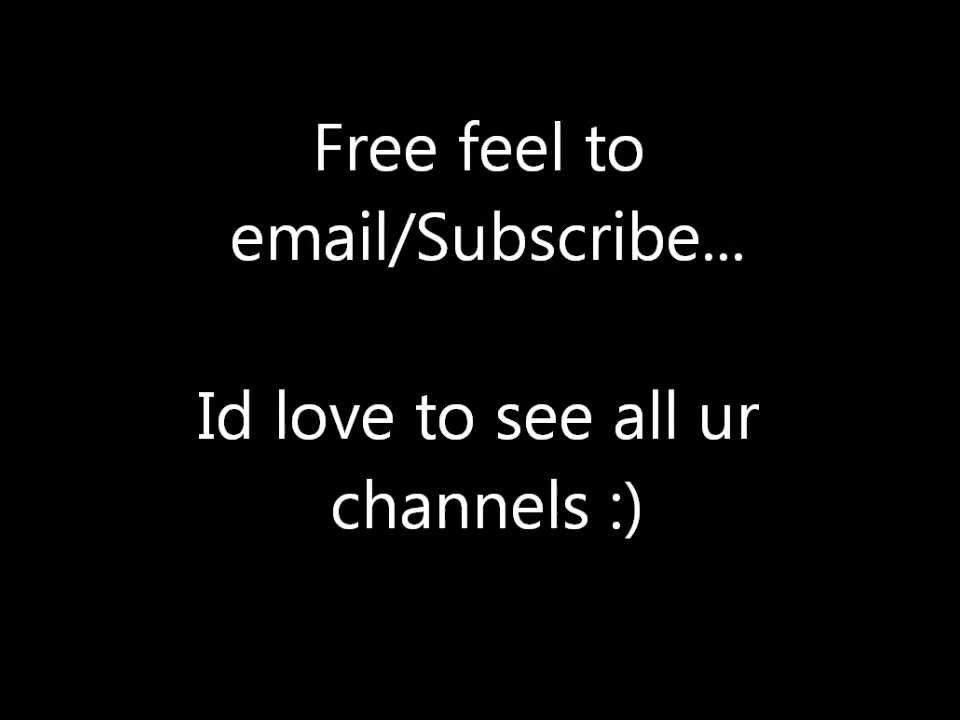 Free feel to
email/Subscribe...
Id love to see all ur
channels :)